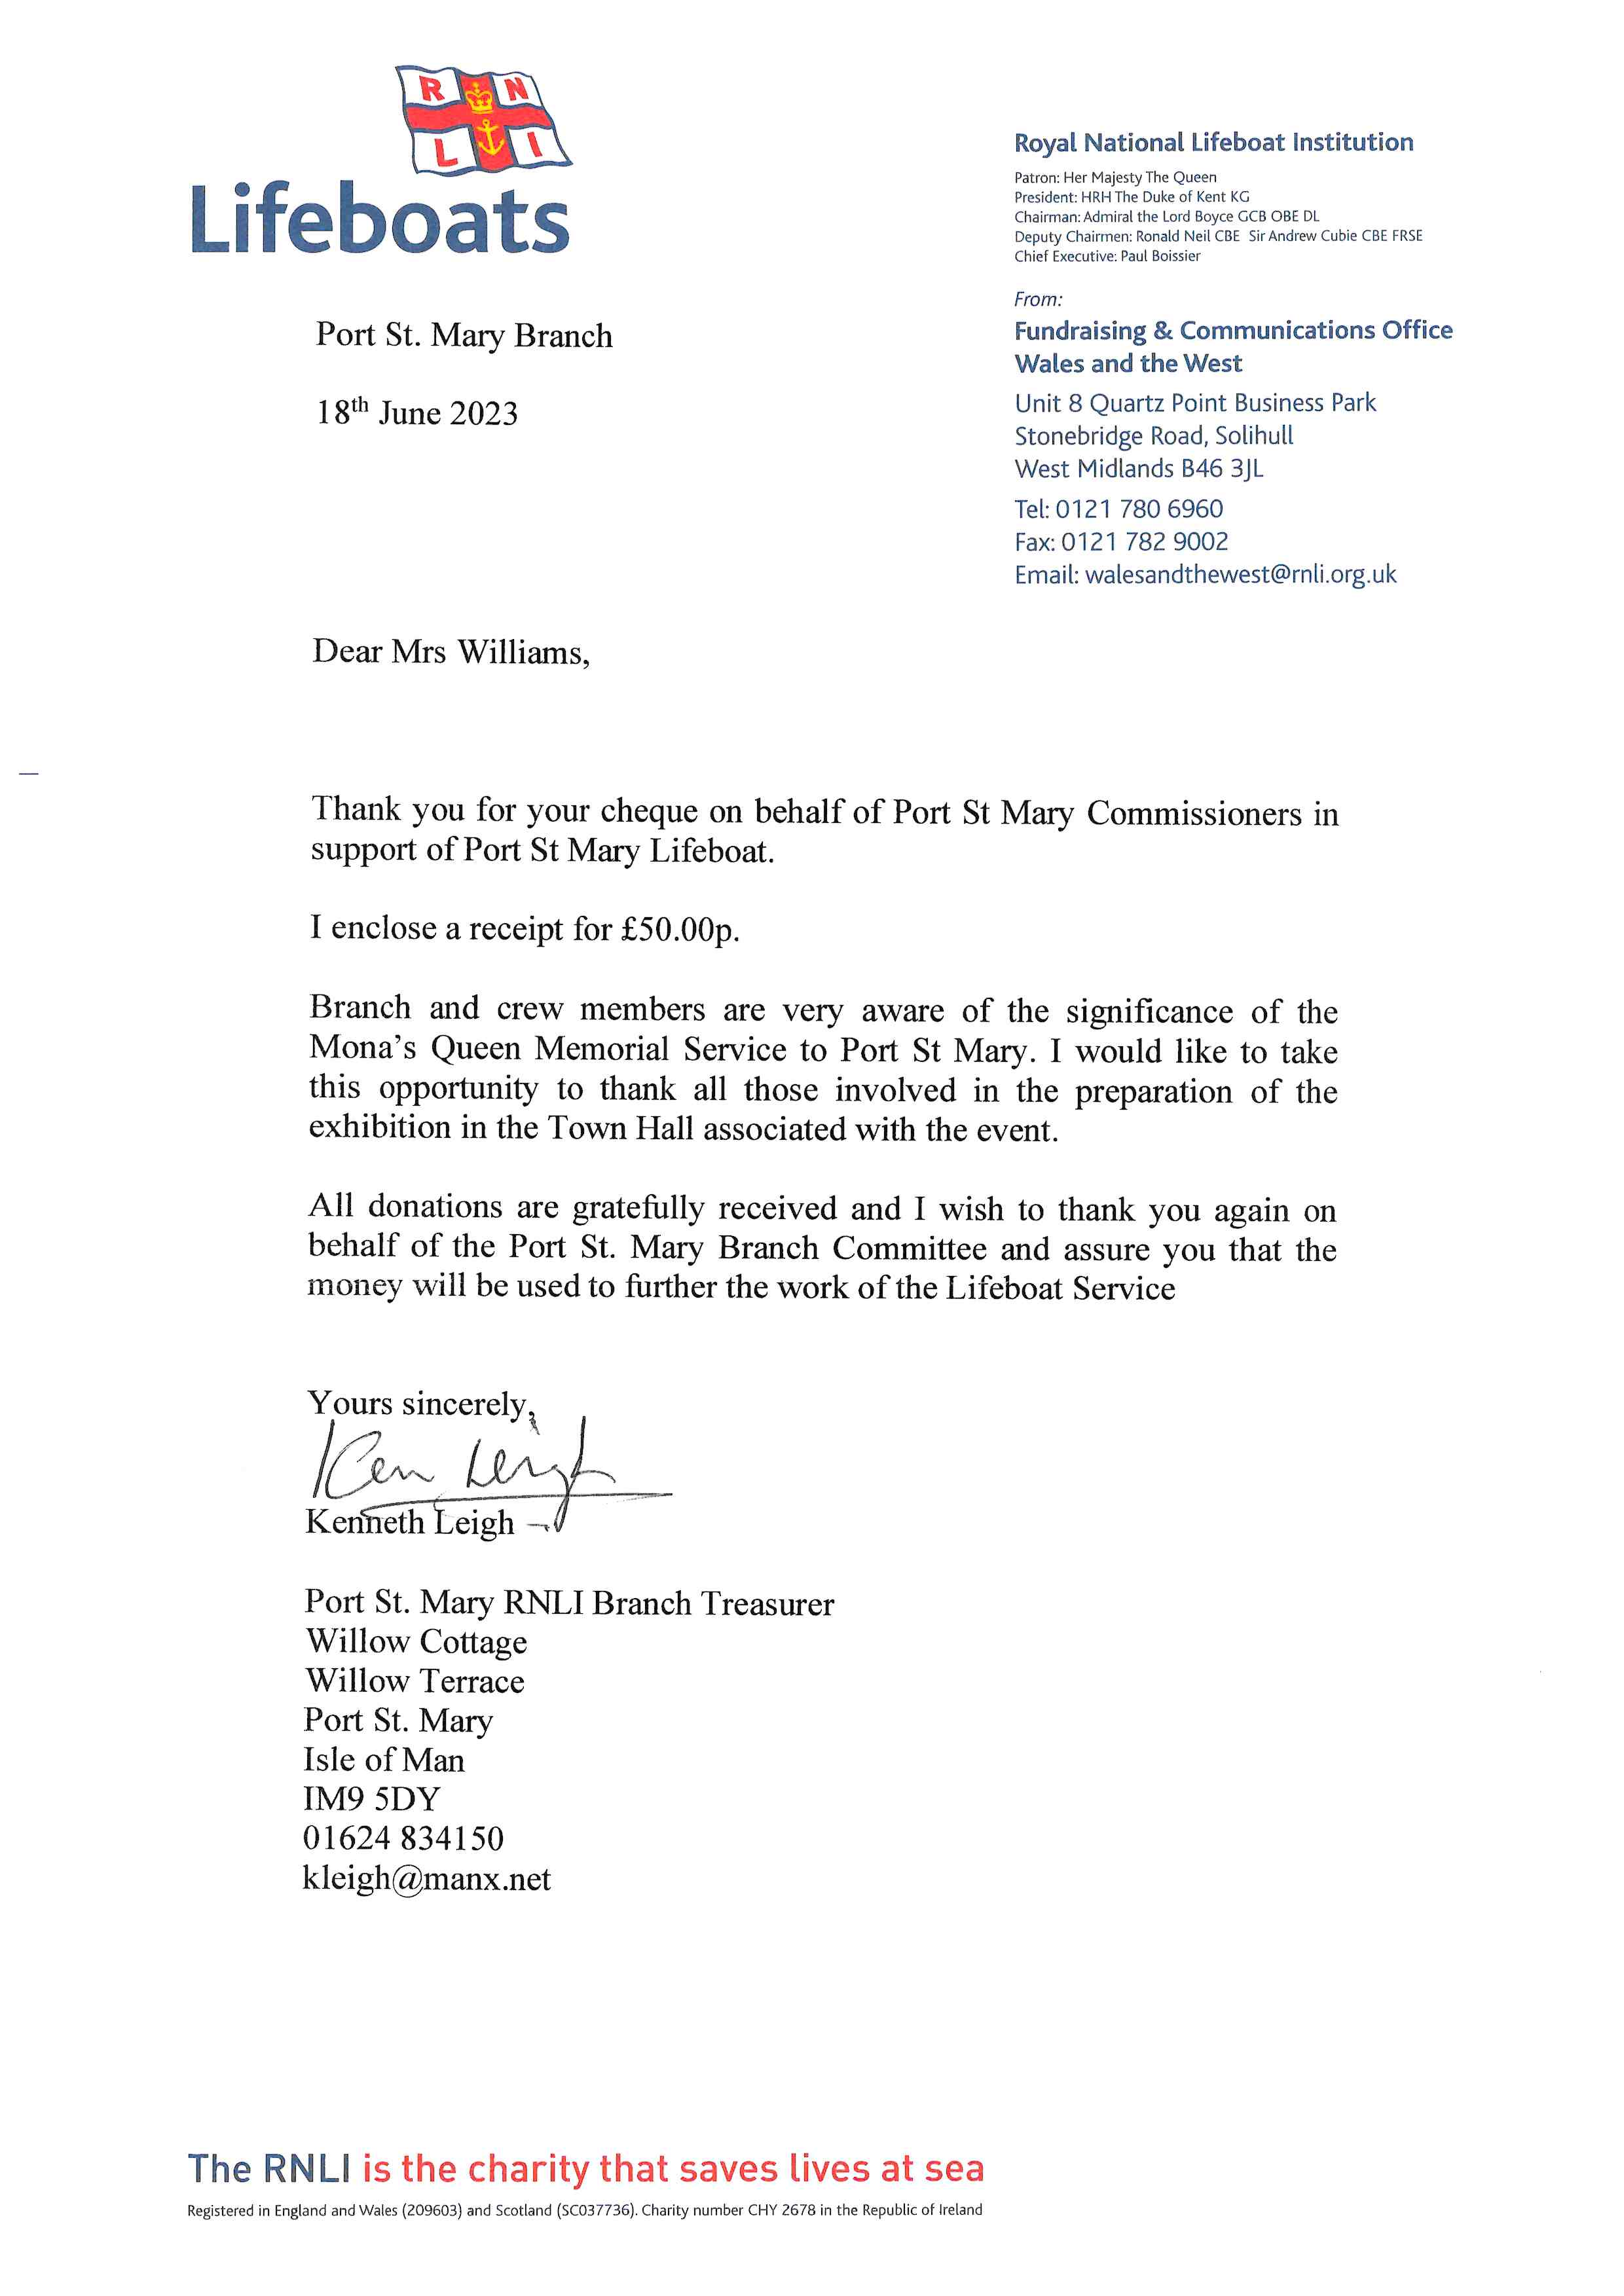 R N
L I
Lifeboats
Royal National Lifeboat Institution
Patron: Her Majesty The Queen
President: HRH The Duke of Kent KG
Chairman: Admiral the Lord Boyce GCB OBE DL
Deputy Chairmen: Ronald Neil CBE Sir Andrew Cubie CBE FRSE
Chief Executive: Paul Boissier
From:
Fundraising & Communications Office
Wales and the West
Unit 8 Quartz Point Business Park
Stonebridge Road, Solihull
West Midlands B46 3JL
Tel: 0121 780 6960
Fax: 0121 782 9002
Email: walesandthewest@rnli.org.uk
Port St. Mary Branch
18th June 2023
Dear Mrs Williams,
Thank you for your cheque on behalf of Port St Mary Commissioners in
support of Port St Mary Lifeboat.
I enclose a receipt for £50.00p.
Branch and crew members are very aware of the significance of the
Mona's Queen Memorial Service to Port St Mary. I would like to take
this opportunity to thank all those involved in the preparation of the
exhibition in the Town Hall associated with the event.
All donations are gratefully received and I wish to thank you again on
behalf of the Port St. Mary Branch Committee and assure you that the
money will be used to further the work of the Lifeboat Service
Yours sincerely,
Ken Leigh
Kenneth Leigh
Port St. Mary RNLI Branch Treasurer
Willow Cottage
Willow Terrace
Port St. Mary
Isle of Man
IM9 5DY
01624 834150
kleigh@manx.net
The RNLI is the charity that saves lives at sea
Registered in England and Wales (209603) and Scotland (SC037736). Charity number CHY 2678 in the Republic of Ireland